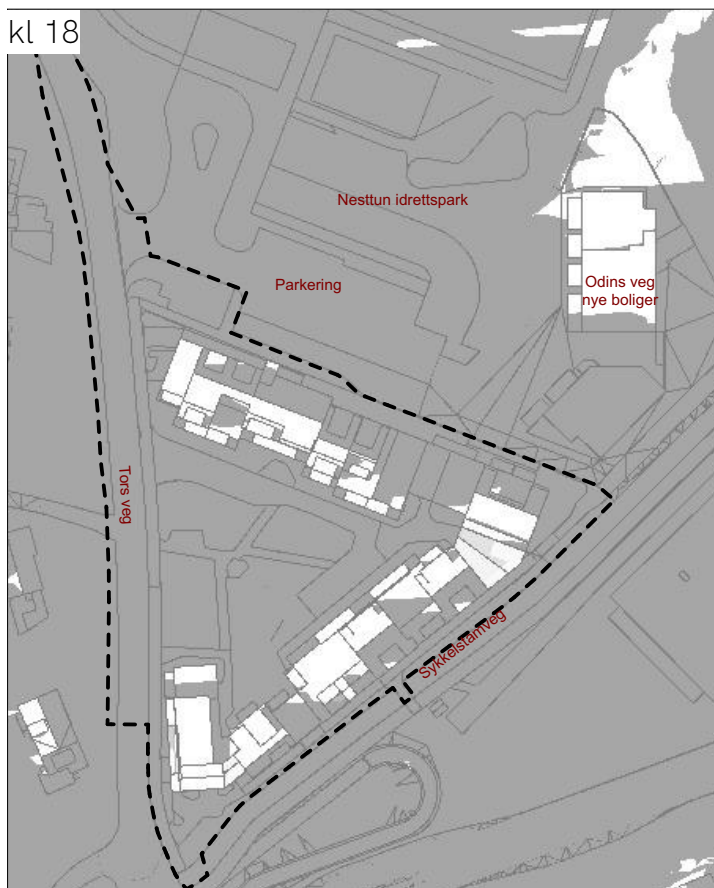 kl 18
Nesttun idrettspark
Parkering
Odins veg
nye boliger
Tors veg
Sykkelstamveg